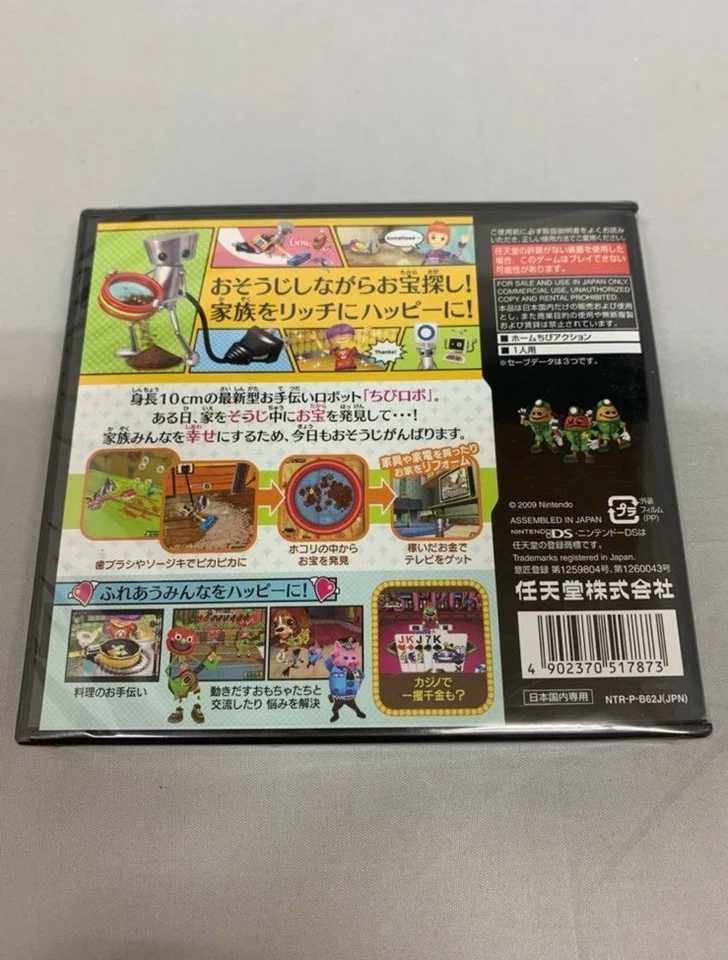 おそうじしながらお宝探し!
家族をリッチにハッピーに!
Thanks!
身長10cmの最新型お手伝いロボット「ちびロボ」。
ある日、家をそうじ中にお宝を発見して・・・!
家族みんなを幸せにするため、今日もおそうじがんばります。
家具や家電を買ったり
お家をリフォーム
歯ブラシやソージキでピカピカに
ホコリの中から
お宝を発見
稼いだお金で
テレビをゲット
ふれあうみんなをハッピーに!
料理のお手伝い
動きだすおもちゃたちと
交流したり 悩みを解決
J K J 7 K
カジノで
一攫千金も?
ご使用前に必ず取扱説明書をよくお読み
いただき、正しい使用方法でご愛用ください。
任天堂の許諾がない装置を使用した
場合、このゲームはプレイできない
可能性があります。
FOR SALE AND USE IN JAPAN ONLY
COMMERCIAL USE, UNAUTHORIZED
COPY AND RENTAL PROHIBITED.
本品は日本国内だけの販売および使用
とし、また商業目的の使用や無断複製
および賃貸は禁止されています。
■ ホームちびアクション
■ 1人用
※セーブデータは3つです。
© 2009 Nintendo
プラ
外装
フィルム
(PP)
ASSEMBLED IN JAPAN
NINTENDO DS・ニンテンドーDSは
任天堂の登録商標です。
Trademarks registered in Japan.
意匠登録 第1259804号、第1260043号
任天堂株式会社
4 902370 517873
日本国内専用
NTR-P-B62J(JPN)